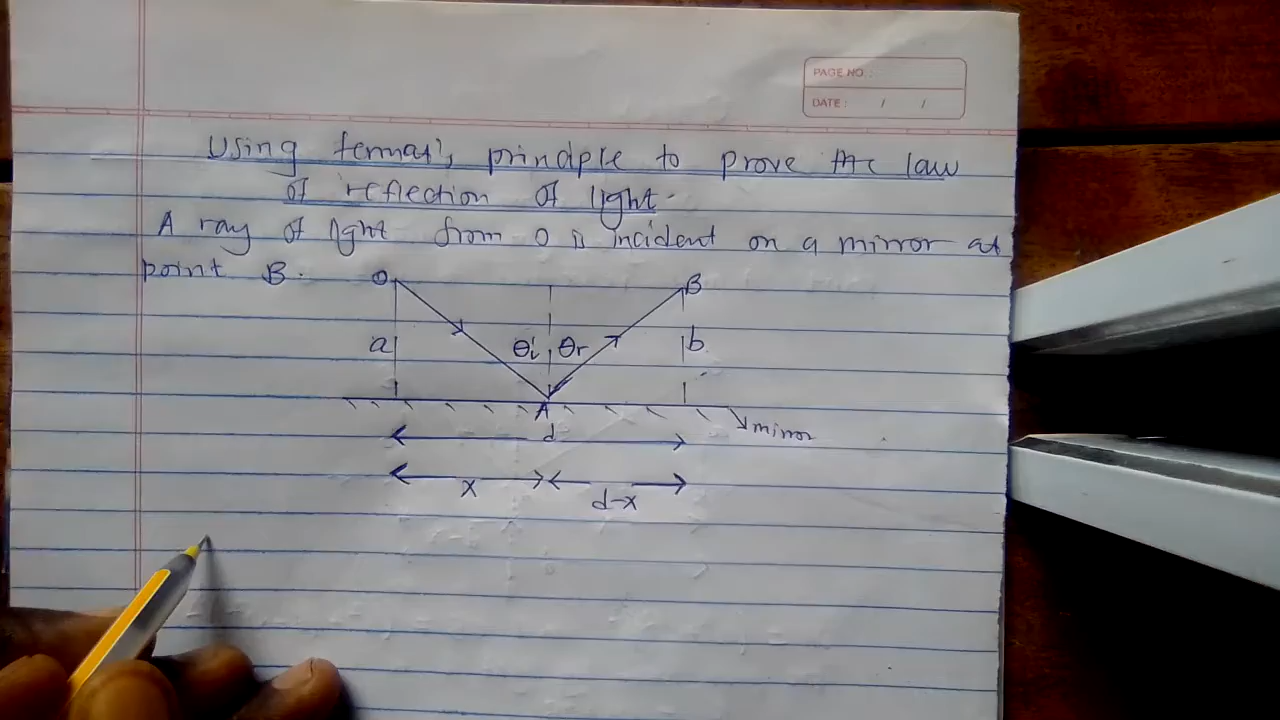 PAGE NO.:
DATE: / /
Using fermat's principle to prove the law
of reflection of light.
A ray of light from O is incident on a mirror at
point B.
O B
a θi θr b
A
mirror
d
x
d-x